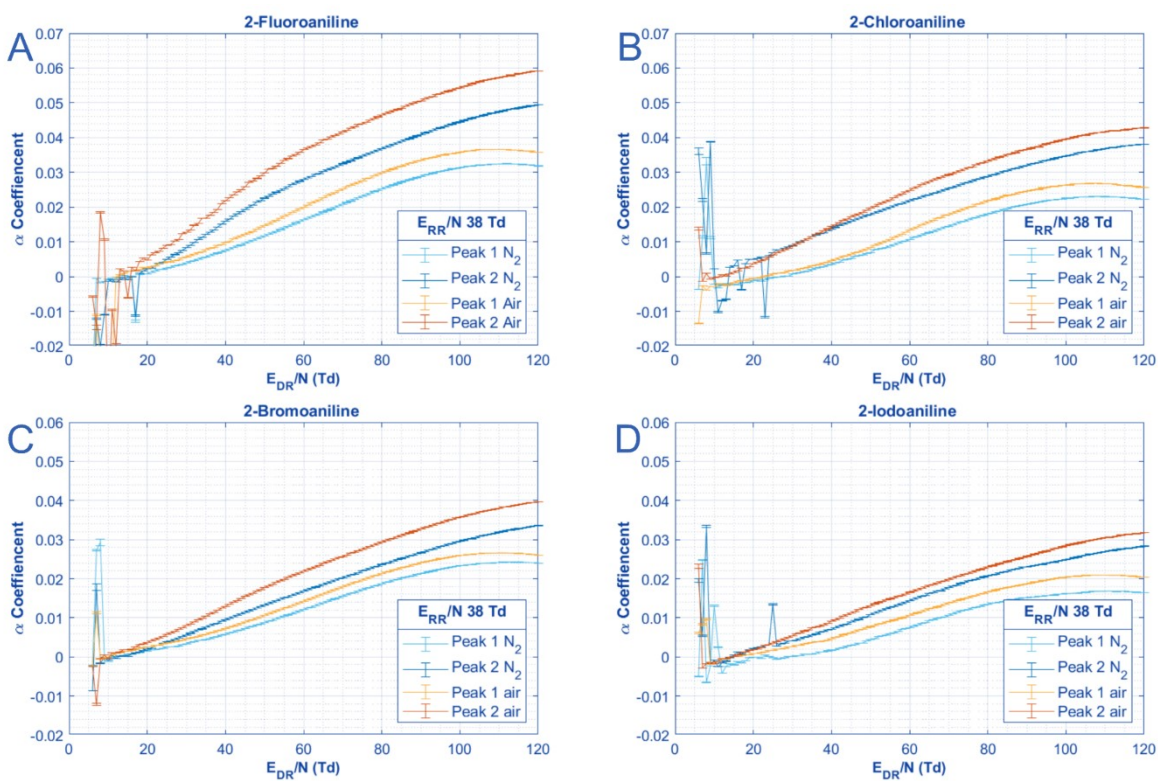 A
2-Fluoroaniline
0.07
0.06
0.05
0.04
0.03
0.02
0.01
0
-0.01
-0.02
α Coeffiencent
0 20 40 60 80 100 120
E_DR/N (Td)
E_RR/N 38 Td
Peak 1 N₂
Peak 2 N₂
Peak 1 Air
Peak 2 Air
B
2-Chloroaniline
0.07
0.06
0.05
0.04
0.03
0.02
0.01
0
-0.01
-0.02
α Coeffiencent
0 20 40 60 80 100 120
E_DR/N (Td)
E_RR/N 38 Td
Peak 1 N₂
Peak 2 N₂
Peak 1 air
Peak 2 air
C
2-Bromoaniline
0.06
0.05
0.04
0.03
0.02
0.01
0
-0.01
-0.02
α Coeffiencent
0 20 40 60 80 100 120
E_DR/N (Td)
E_RR/N 38 Td
Peak 1 N₂
Peak 2 N₂
Peak 1 air
Peak 2 air
D
2-Iodoaniline
0.06
0.05
0.04
0.03
0.02
0.01
0
-0.01
-0.02
α Coeffiencent
0 20 40 60 80 100 120
E_DR/N (Td)
E_RR/N 38 Td
Peak 1 N₂
Peak 2 N₂
Peak 1 air
Peak 2 air